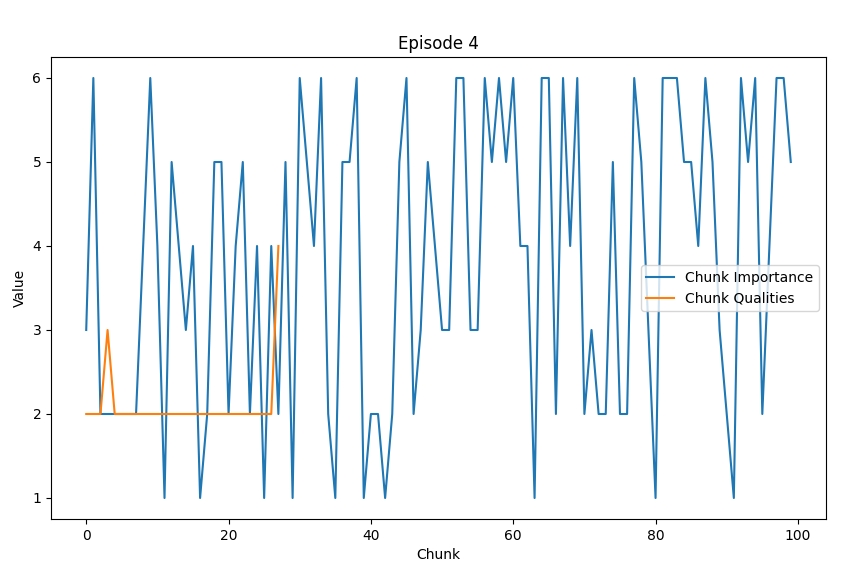 Episode 4
6
5
4
3
2
1
Value
Chunk Importance
Chunk Qualities
0 20 40 60 80 100
Chunk